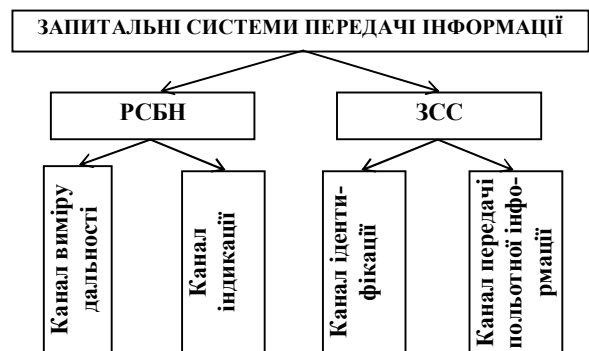 ЗАПИТАЛЬНІ СИСТЕМИ ПЕРЕДАЧІ ІНФОРМАЦІЇ
РСБН
ЗСС
Канал виміру
дальності
Канал
індикації
Канал іденти-
фікації
Канал передачі
польотної інфо-
рмації